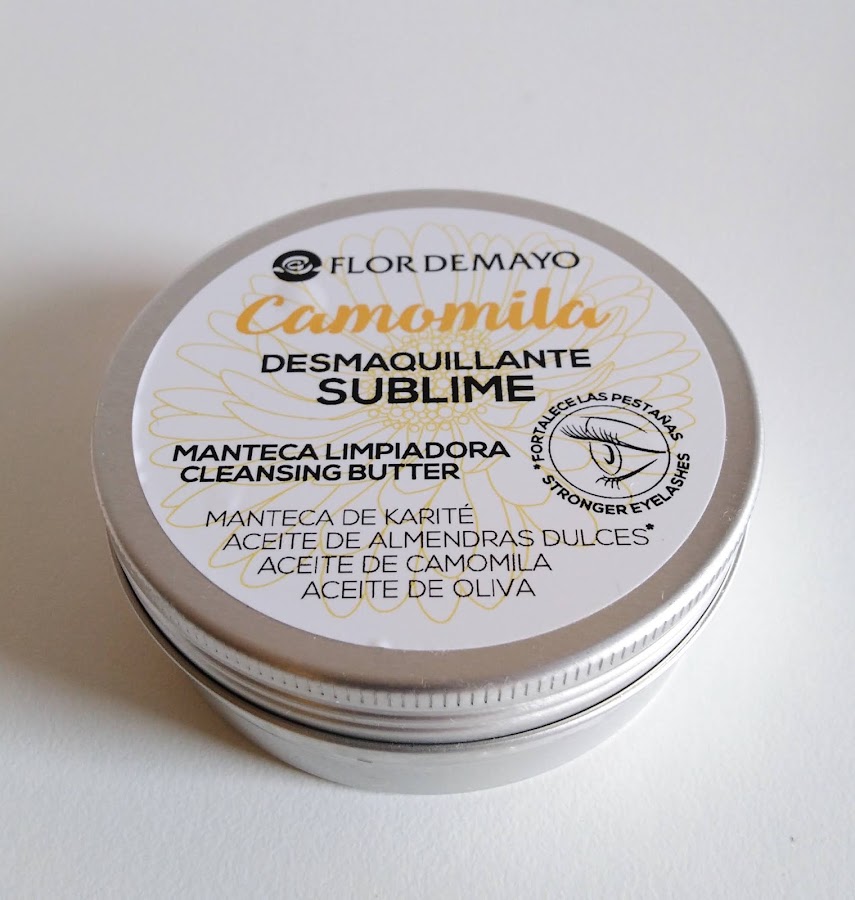 FLOR DE MAYO
Camomila
DESMAQUILLANTE
SUBLIME
MANTECA LIMPIADORA
CLEANSING BUTTER
*FORTALECE LAS PESTAÑAS
STRONGER EYELASHES
MANTECA DE KARITÉ
ACEITE DE ALMENDRAS DULCES*
ACEITE DE CAMOMILA
ACEITE DE OLIVA